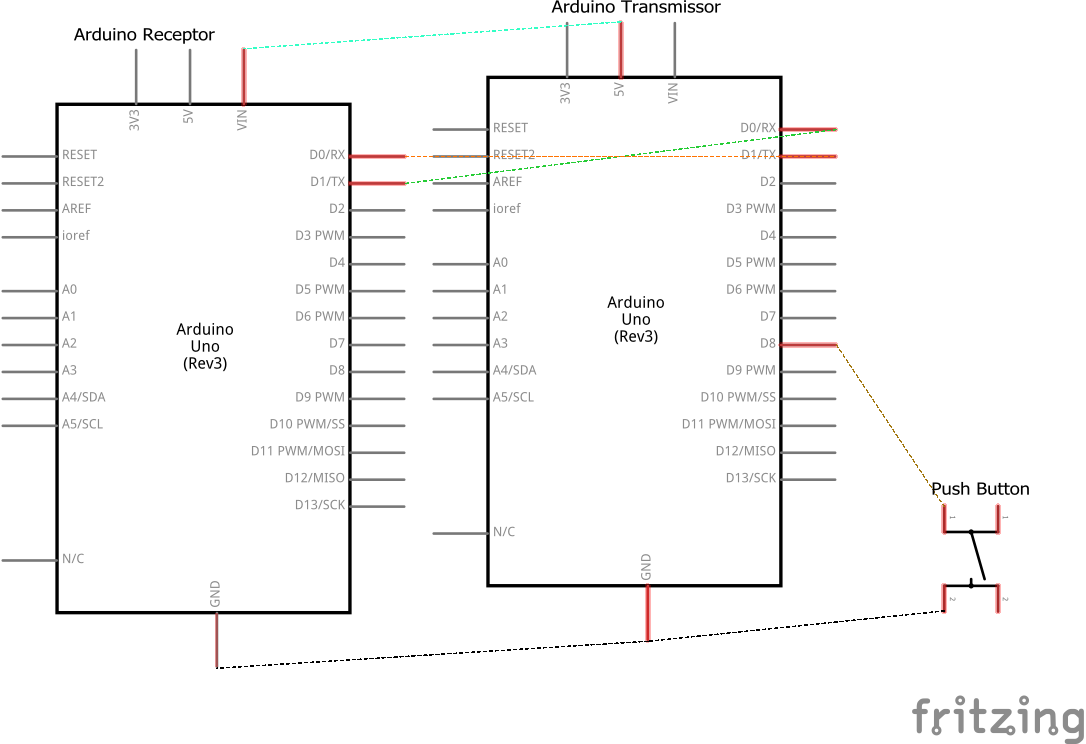 Arduino Receptor
3V3
5V
VIN
RESET
RESET2
AREF
ioref
A0
A1
A2
A3
A4/SDA
A5/SCL
N/C
D0/RX
D1/TX
D2
D3 PWM
D4
D5 PWM
D6 PWM
D7
D8
D9 PWM
D10 PWM/SS
D11 PWM/MOSI
D12/MISO
D13/SCK
Arduino
Uno
(Rev3)
GND
Arduino Transmissor
3V3
5V
VIN
RESET
RESET2
AREF
ioref
A0
A1
A2
A3
A4/SDA
A5/SCL
N/C
D0/RX
D1/TX
D2
D3 PWM
D4
D5 PWM
D6 PWM
D7
D8
D9 PWM
D10 PWM/SS
D11 PWM/MOSI
D12/MISO
D13/SCK
Arduino
Uno
(Rev3)
GND
Push Button
1
1
2
2
fritzing